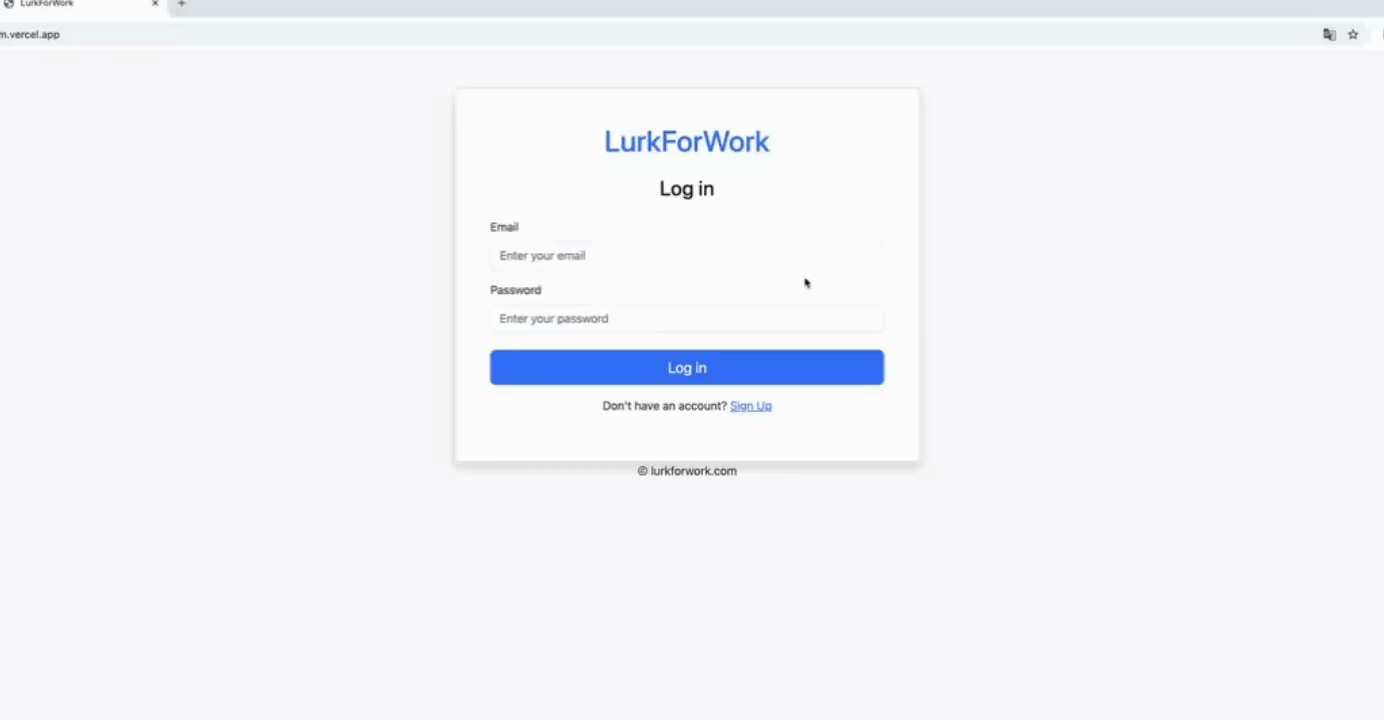 LurkForWork
m.vercel.app
LurkForWork
Log in
Email
Enter your email
Password
Enter your password
Log in
Don't have an account? Sign Up
© lurkforwork.com